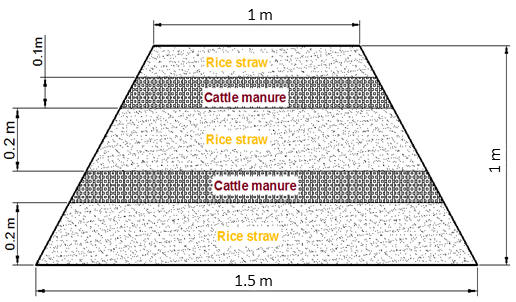 1 m
0.1m
Rice straw
Cattle manure
0.2 m
Rice straw
1 m
Cattle manure
0.2 m
Rice straw
1.5 m